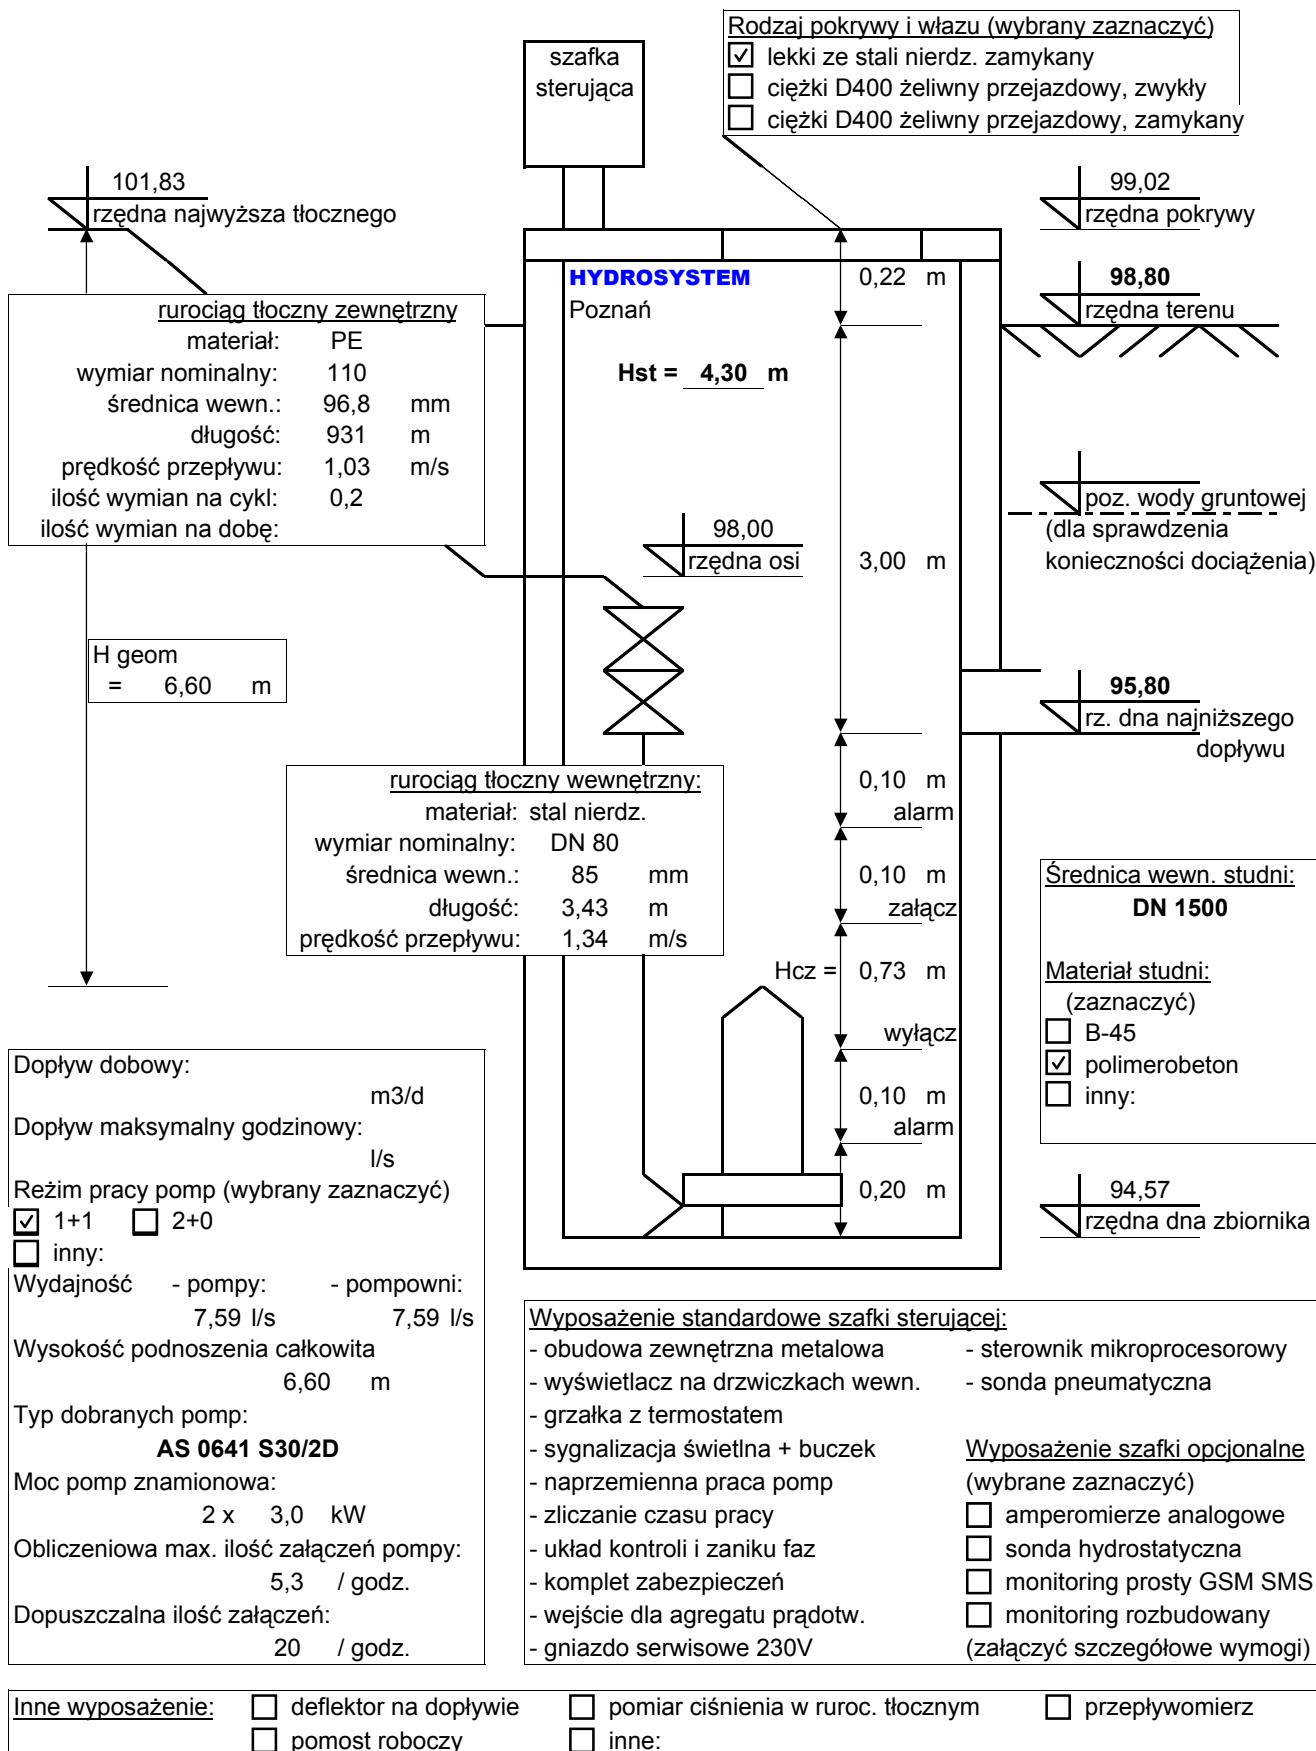 Rodzaj pokrywy i włazu (wybrany zaznaczyć)
lekki ze stali nierdz. zamykany
ciężki D400 żeliwny przejazdowy, zwykły
ciężki D400 żeliwny przejazdowy, zamykany
szafka
sterująca
101,83
rzędna najwyższa tłocznego
99,02
rzędna pokrywy
HYDROSYSTEM
Poznań
0,22 m
98,80
rzędna terenu
rurociąg tłoczny zewnętrzny
materiał: PE
wymiar nominalny: 110
średnica wewn.: 96,8 mm
długość: 931 m
prędkość przepływu: 1,03 m/s
ilość wymian na cykl: 0,2
ilość wymian na dobę:
Hst = 4,30 m
poz. wody gruntowej
(dla sprawdzenia
konieczności dociążenia)
98,00
rzędna osi
3,00 m
H geom
= 6,60 m
95,80
rz. dna najniższego
dopływu
rurociąg tłoczny wewnętrzny:
materiał: stal nierdz.
wymiar nominalny: DN 80
średnica wewn.: 85 mm
długość: 3,43 m
prędkość przepływu: 1,34 m/s
0,10 m
alarm
0,10 m
załącz
Hcz = 0,73 m
wyłącz
0,10 m
alarm
0,20 m
Średnica wewn. studni:
DN 1500
Materiał studni:
(zaznaczyć)
B-45
polimerobeton
inny:
94,57
rzędna dna zbiornika
Dopływ dobowy:
m3/d
Dopływ maksymalny godzinowy:
l/s
Reżim pracy pomp (wybrany zaznaczyć)
1+1 2+0
inny:
Wydajność - pompy: - pompowni:
7,59 l/s 7,59 l/s
Wysokość podnoszenia całkowita
6,60 m
Typ dobranych pomp:
AS 0641 S30/2D
Moc pomp znamionowa:
2 x 3,0 kW
Obliczeniowa max. ilość załączeń pompy:
5,3 / godz.
Dopuszczalna ilość załączeń:
20 / godz.
Wyposażenie standardowe szafki sterującej:
- obudowa zewnętrzna metalowa
- wyświetlacz na drzwiczkach wewn.
- grzałka z termostatem
- sygnalizacja świetlna + buczek
- naprzemienna praca pomp
- zliczanie czasu pracy
- układ kontroli i zaniku faz
- komplet zabezpieczeń
- wejście dla agregatu prądotw.
- gniazdo serwisowe 230V
- sterownik mikroprocesorowy
- sonda pneumatyczna
Wyposażenie szafki opcjonalne
(wybrane zaznaczyć)
amperomierze analogowe
sonda hydrostatyczna
monitoring prosty GSM SMS
monitoring rozbudowany
(załączyć szczegółowe wymogi)
Inne wyposażenie: deflektor na dopływie pomiar ciśnienia w ruroc. tłocznym przepływomierz
pomost roboczy inne: